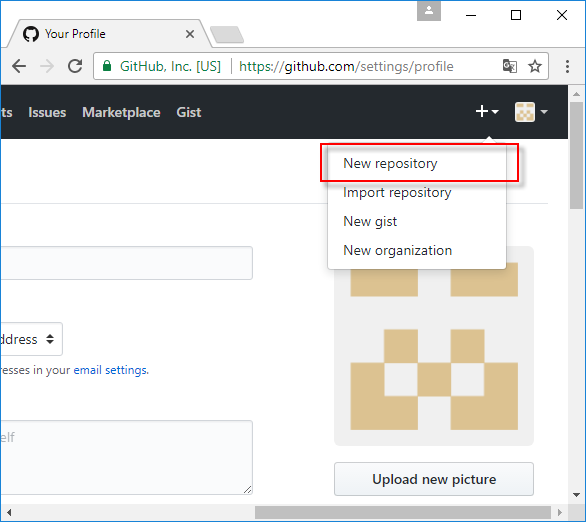 Your Profile
GitHub, Inc. [US] https://github.com/settings/profile
ts Issues Marketplace Gist
New repository
Import repository
New gist
New organization
ddress
resses in your email settings.
elf
Upload new picture